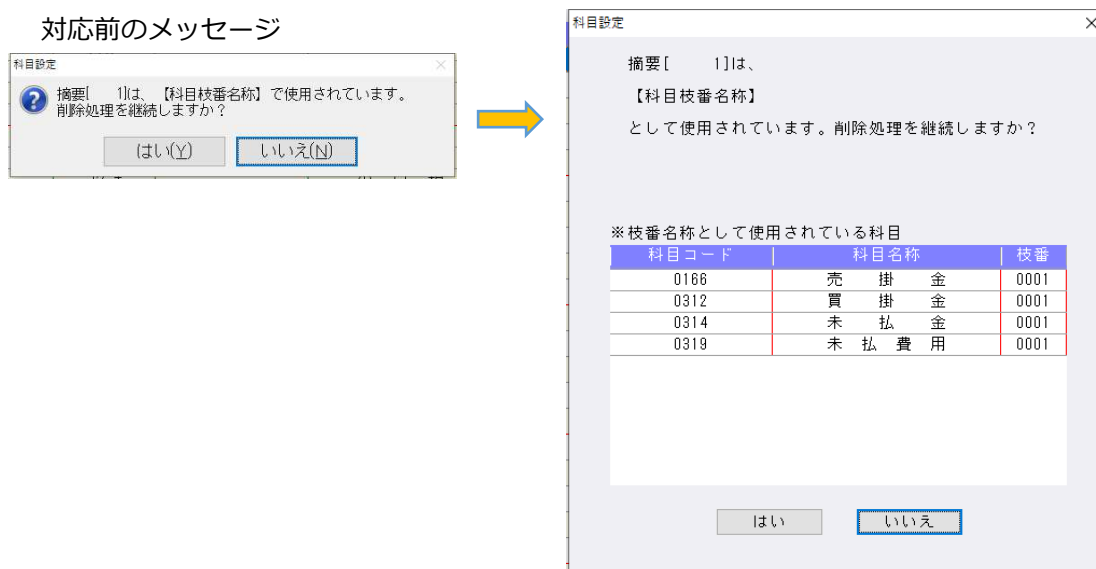 対応前のメッセージ
科目設定
摘要[ 1]は、【科目枝番名称】で使用されています。
削除処理を継続しますか？
はい(Y) いいえ(N)
科目設定
摘要[ 1]は、
【科目枝番名称】
として使用されています。削除処理を継続しますか？
※枝番名称として使用されている科目
科目コード 科目名称 枝番
0166 売 掛 金 0001
0312 買 掛 金 0001
0314 未 払 金 0001
0319 未 払 費 用 0001
はい いいえ